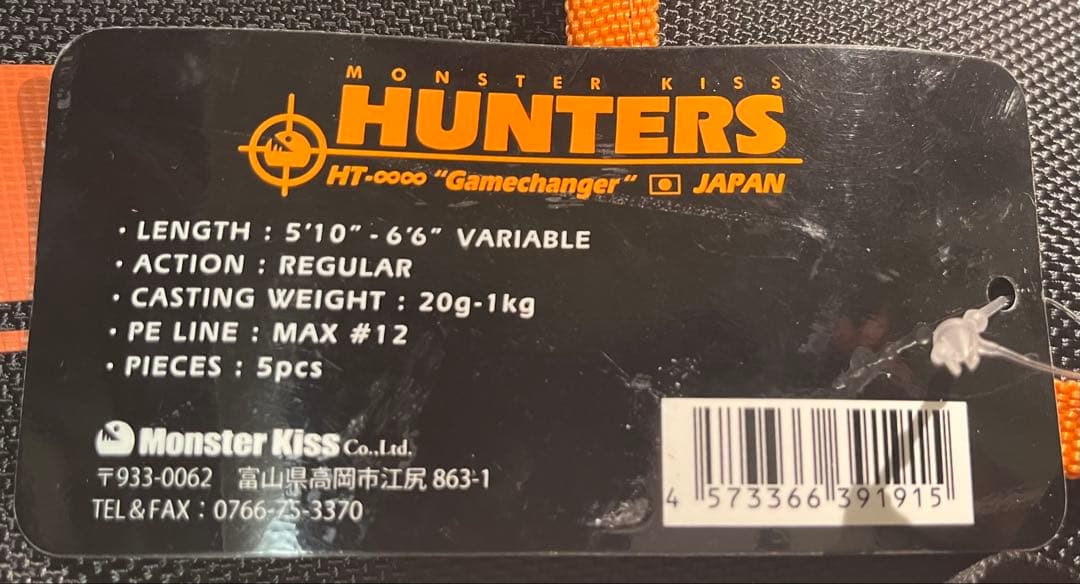 MONSTER KISS
HUNTERS
HT-∞∞ "Gamechanger" JAPAN
・LENGTH : 5'10" - 6'6" VARIABLE
・ACTION : REGULAR
・CASTING WEIGHT : 20g-1kg
・PE LINE : MAX #12
・PIECES : 5pcs
Monster Kiss Co.,Ltd.
〒933-0062 富山県高岡市江尻 863-1
TEL&FAX : 0766-75-3370
4 573366 391915